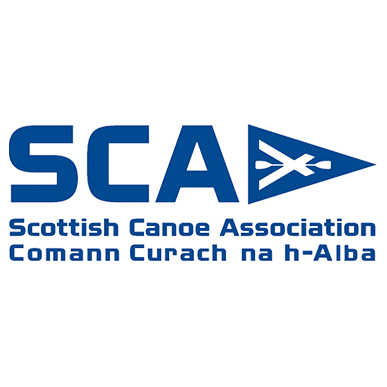 SCA
Scottish Canoe Association
Comann Curach na h-Alba